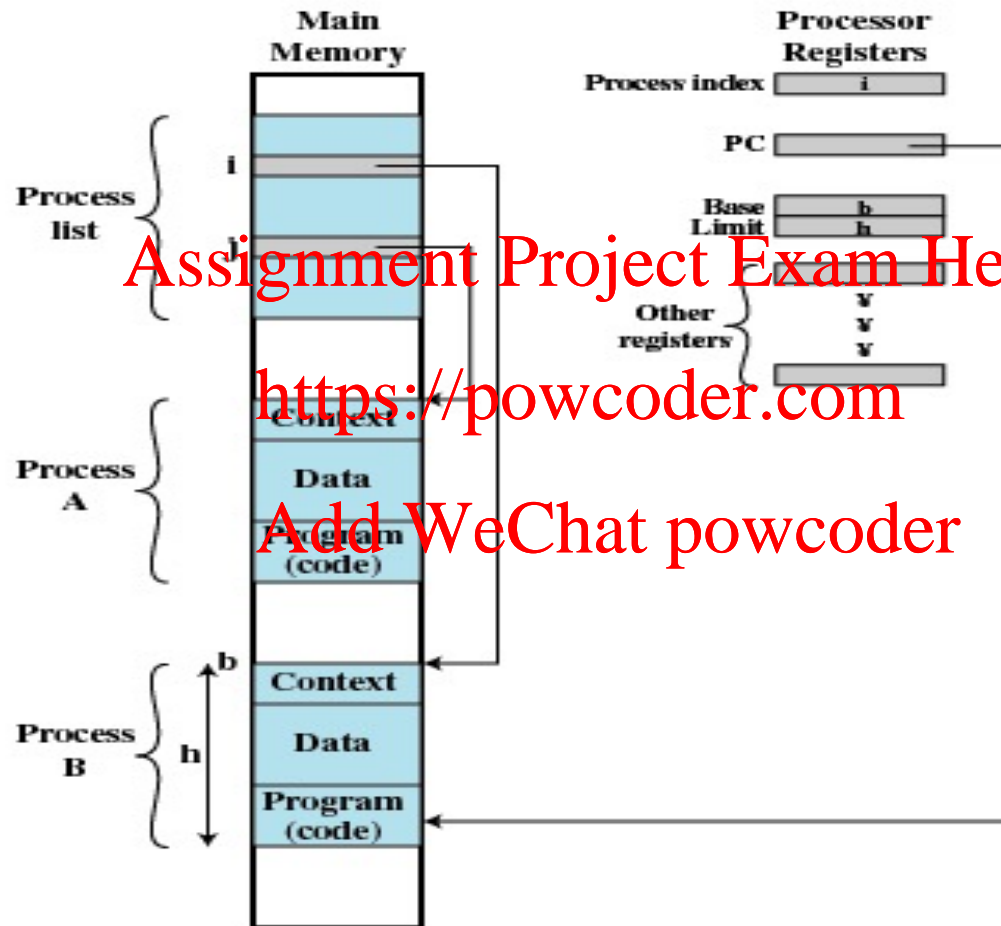 Main
Memory
Processor
Registers
Process index
i
PC
Base
b
Limit
h
Other
registers
¥
¥
¥
Process
list
i
j
Assignment Project Exam He
https://powcoder.com
Add WeChat powcoder
Process
A
Context
Data
Program
(code)
b
Process
B
h
Context
Data
Program
(code)